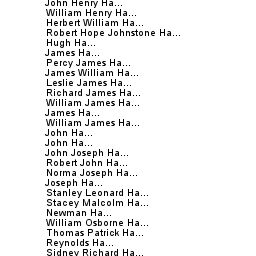 John Henry Ha...
William Henry Ha...
Herbert William Ha...
Robert Hope Johnstone Ha...
Hugh Ha...
James Ha...
Percy James Ha...
James William Ha...
Leslie James Ha...
Richard James Ha...
William James Ha...
James Ha...
William James Ha...
John Ha...
John Ha...
John Joseph Ha...
Robert John Ha...
Norma Joseph Ha...
Joseph Ha...
Stanley Leonard Ha...
Stacey Malcolm Ha...
Newman Ha...
William Osborne Ha...
Thomas Patrick Ha...
Reynolds Ha...
Sidney Richard Ha...